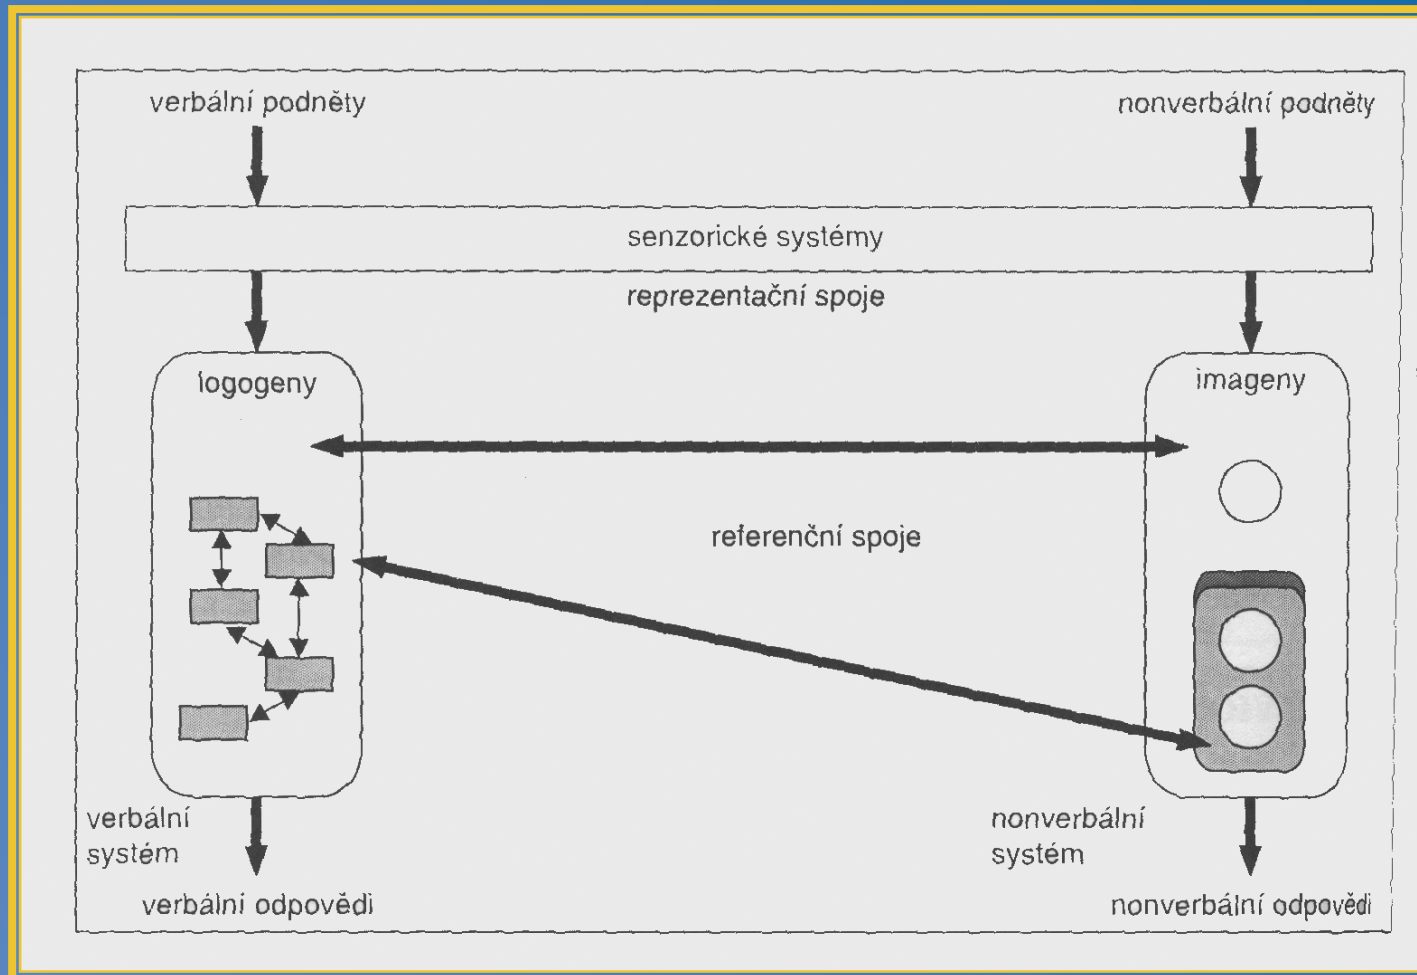 verbální podněty
nonverbální podněty
senzorické systémy
reprezentační spoje
logogeny
imageny
referenční spoje
verbální
systém
nonverbální
systém
verbální odpovědi
nonverbální odpovědi